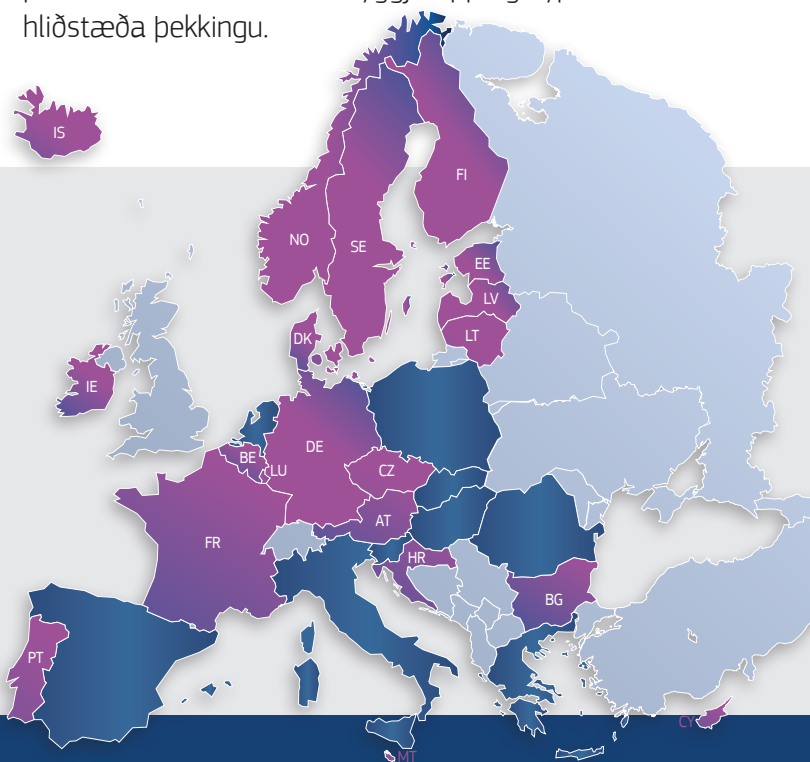 hliðstæða þekkingu.
IS
FI
NO
SE
EE
LV
LT
DK
IE
DE
BE
LU
CZ
AT
FR
HR
BG
PT
CY
MT